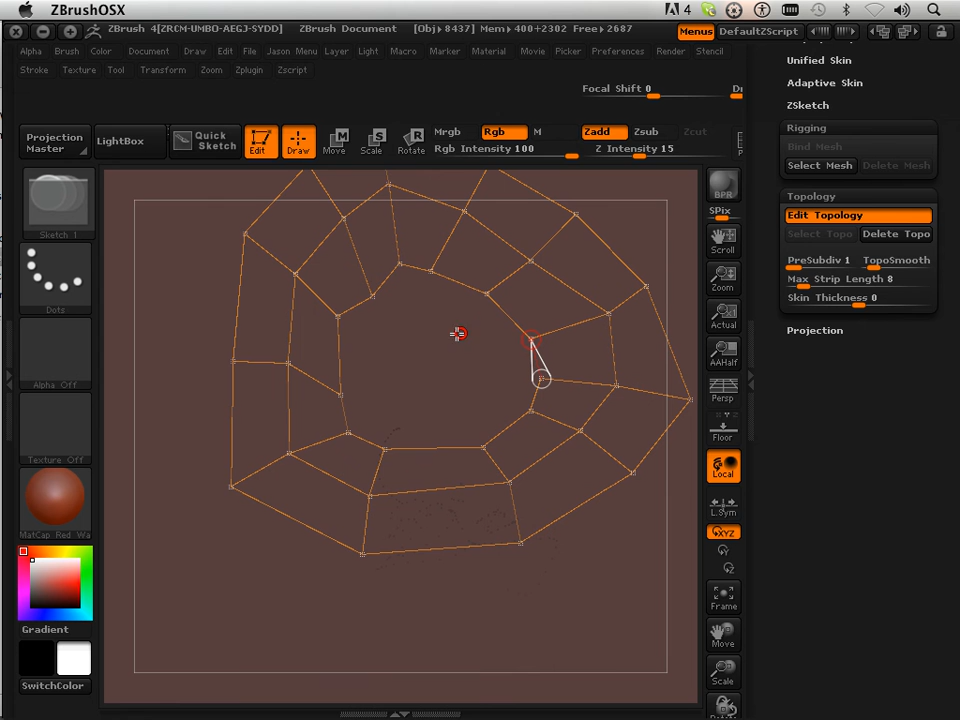 ZBrushOSX
4
ZBrush 4[ZRCM-UMBO-AEGJ-SYDD]
ZBrush Document
[Obj> 8437] Mem>400+2302 Free>2687
Menus
DefaultZScript
Alpha Brush Color Document Draw Edit File Jason Menu Layer Light Macro Marker Material Movie Picker Preferences Render Stencil
Stroke Texture Tool Transform Zoom Zplugin Zscript
Focal Shift 0
Projection Master
LightBox
Quick Sketch
Edit
Draw
Move
Scale
Rotate
Mrgb Rgb M
Rgb Intensity 100
Zadd Zsub Zcut
Z Intensity 15
Sketch 1
Dots
Alpha Off
Texture Off
MatCap Red Wa
Gradient
SwitchColor
BPR
SPix
Scroll
Zoom
Actual
AAHalf
Persp
Floor
Local
L.Sym
XYZ
Frame
Move
Scale
Unified Skin
Adaptive Skin
ZSketch
Rigging
Bind Mesh
Select Mesh Delete Mesh
Topology
Edit Topology
Select Topo Delete Topo
PreSubdiv 1 TopoSmooth
Max Strip Length 8
Skin Thickness 0
Projection